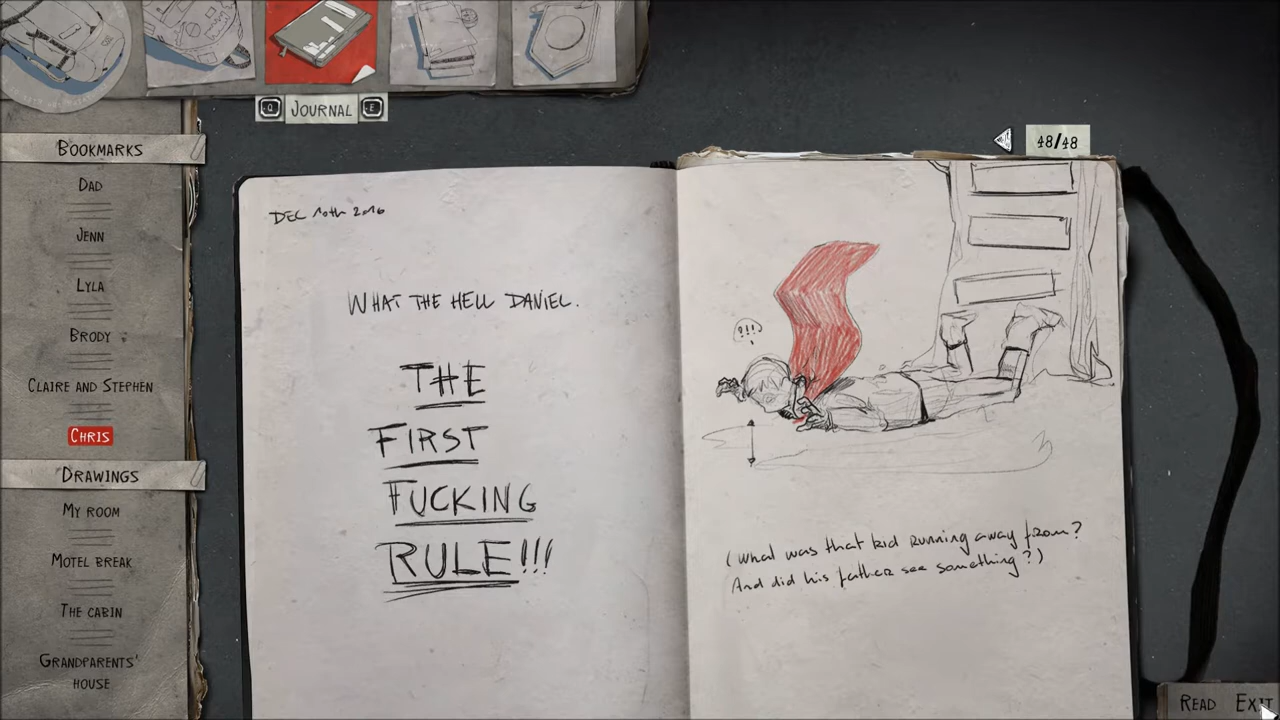 Q JOURNAL E
BOOKMARKS
DAD
JENN
LYLA
BRODY
CLAIRE AND STEPHEN
CHRIS
DRAWINGS
MY ROOM
MOTEL BREAK
THE CABIN
GRANDPARENTS'
HOUSE
48/48
DEC 10th 2016
WHAT THE HELL DANIEL.
THE
FIRST
FUCKING
RULE!!!
?!!
(What was that kid running away from?
And did his father see something?)
READ EXIT